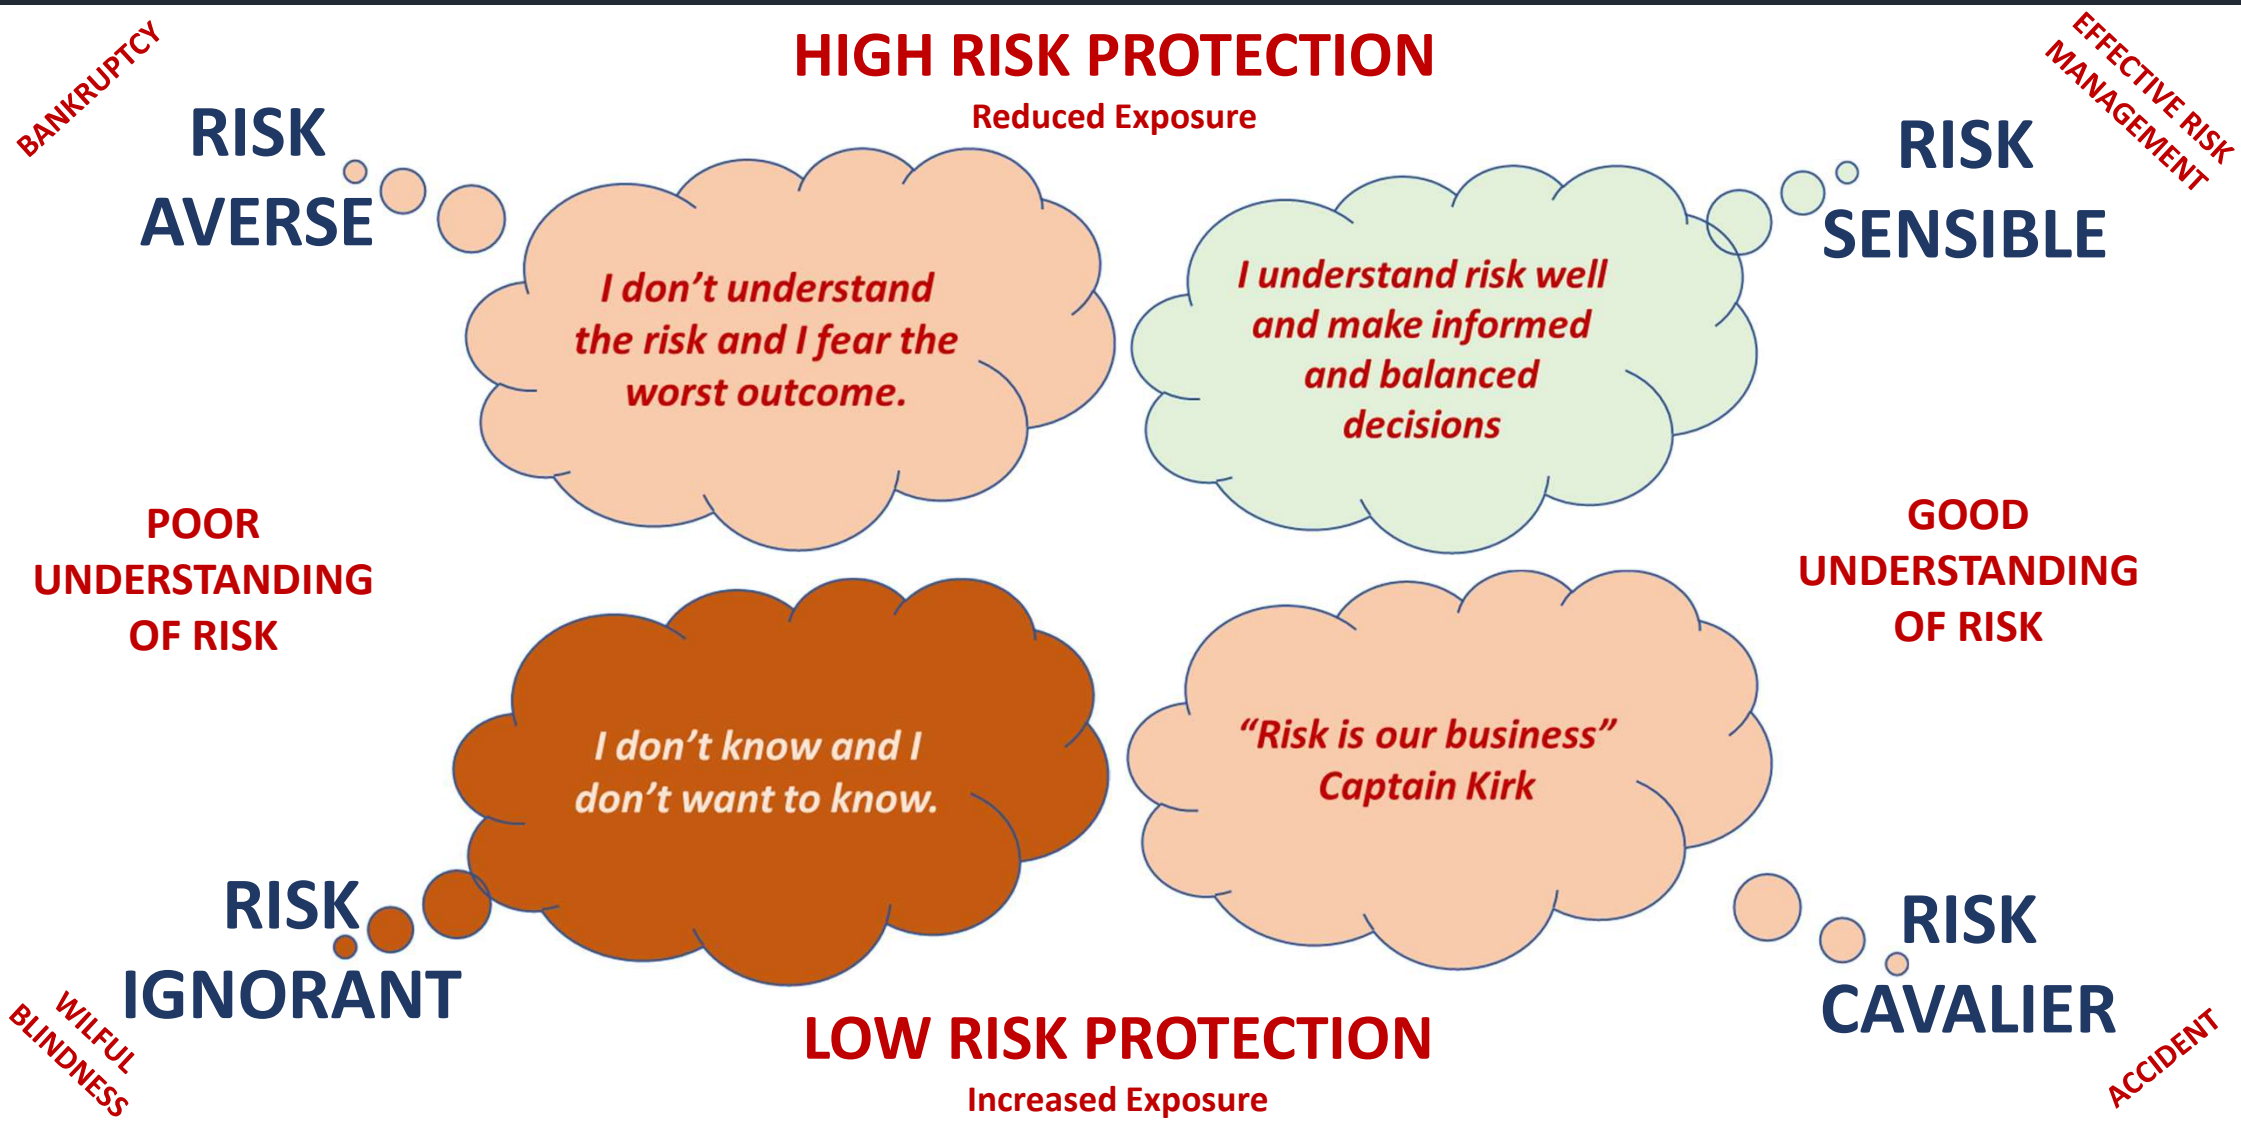 BANKRUPTCY
HIGH RISK PROTECTION
Reduced Exposure
EFFECTIVE RISK
MANAGEMENT
RISK
AVERSE
RISK
SENSIBLE
I don’t understand
the risk and I fear the
worst outcome.
I understand risk well
and make informed
and balanced
decisions
POOR
UNDERSTANDING
OF RISK
GOOD
UNDERSTANDING
OF RISK
I don’t know and I
don’t want to know.
“Risk is our business”
Captain Kirk
RISK
IGNORANT
RISK
CAVALIER
WILFUL
BLINDNESS
LOW RISK PROTECTION
Increased Exposure
ACCIDENT